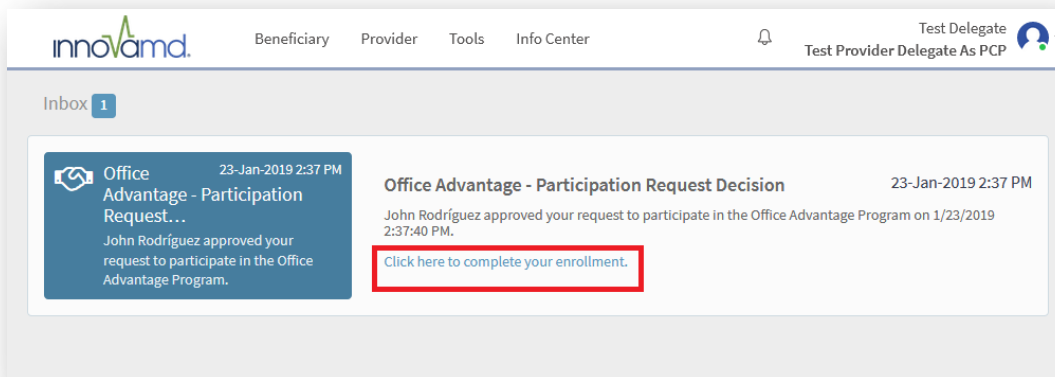 innovamd.
Beneficiary Provider Tools Info Center
Test Delegate
Test Provider Delegate As PCP
Inbox 1
Office 23-Jan-2019 2:37 PM
Advantage - Participation
Request…
John Rodríguez approved your
request to participate in the Office
Advantage Program.
Office Advantage - Participation Request Decision 23-Jan-2019 2:37 PM
John Rodríguez approved your request to participate in the Office Advantage Program on 1/23/2019
2:37:40 PM.
Click here to complete your enrollment.